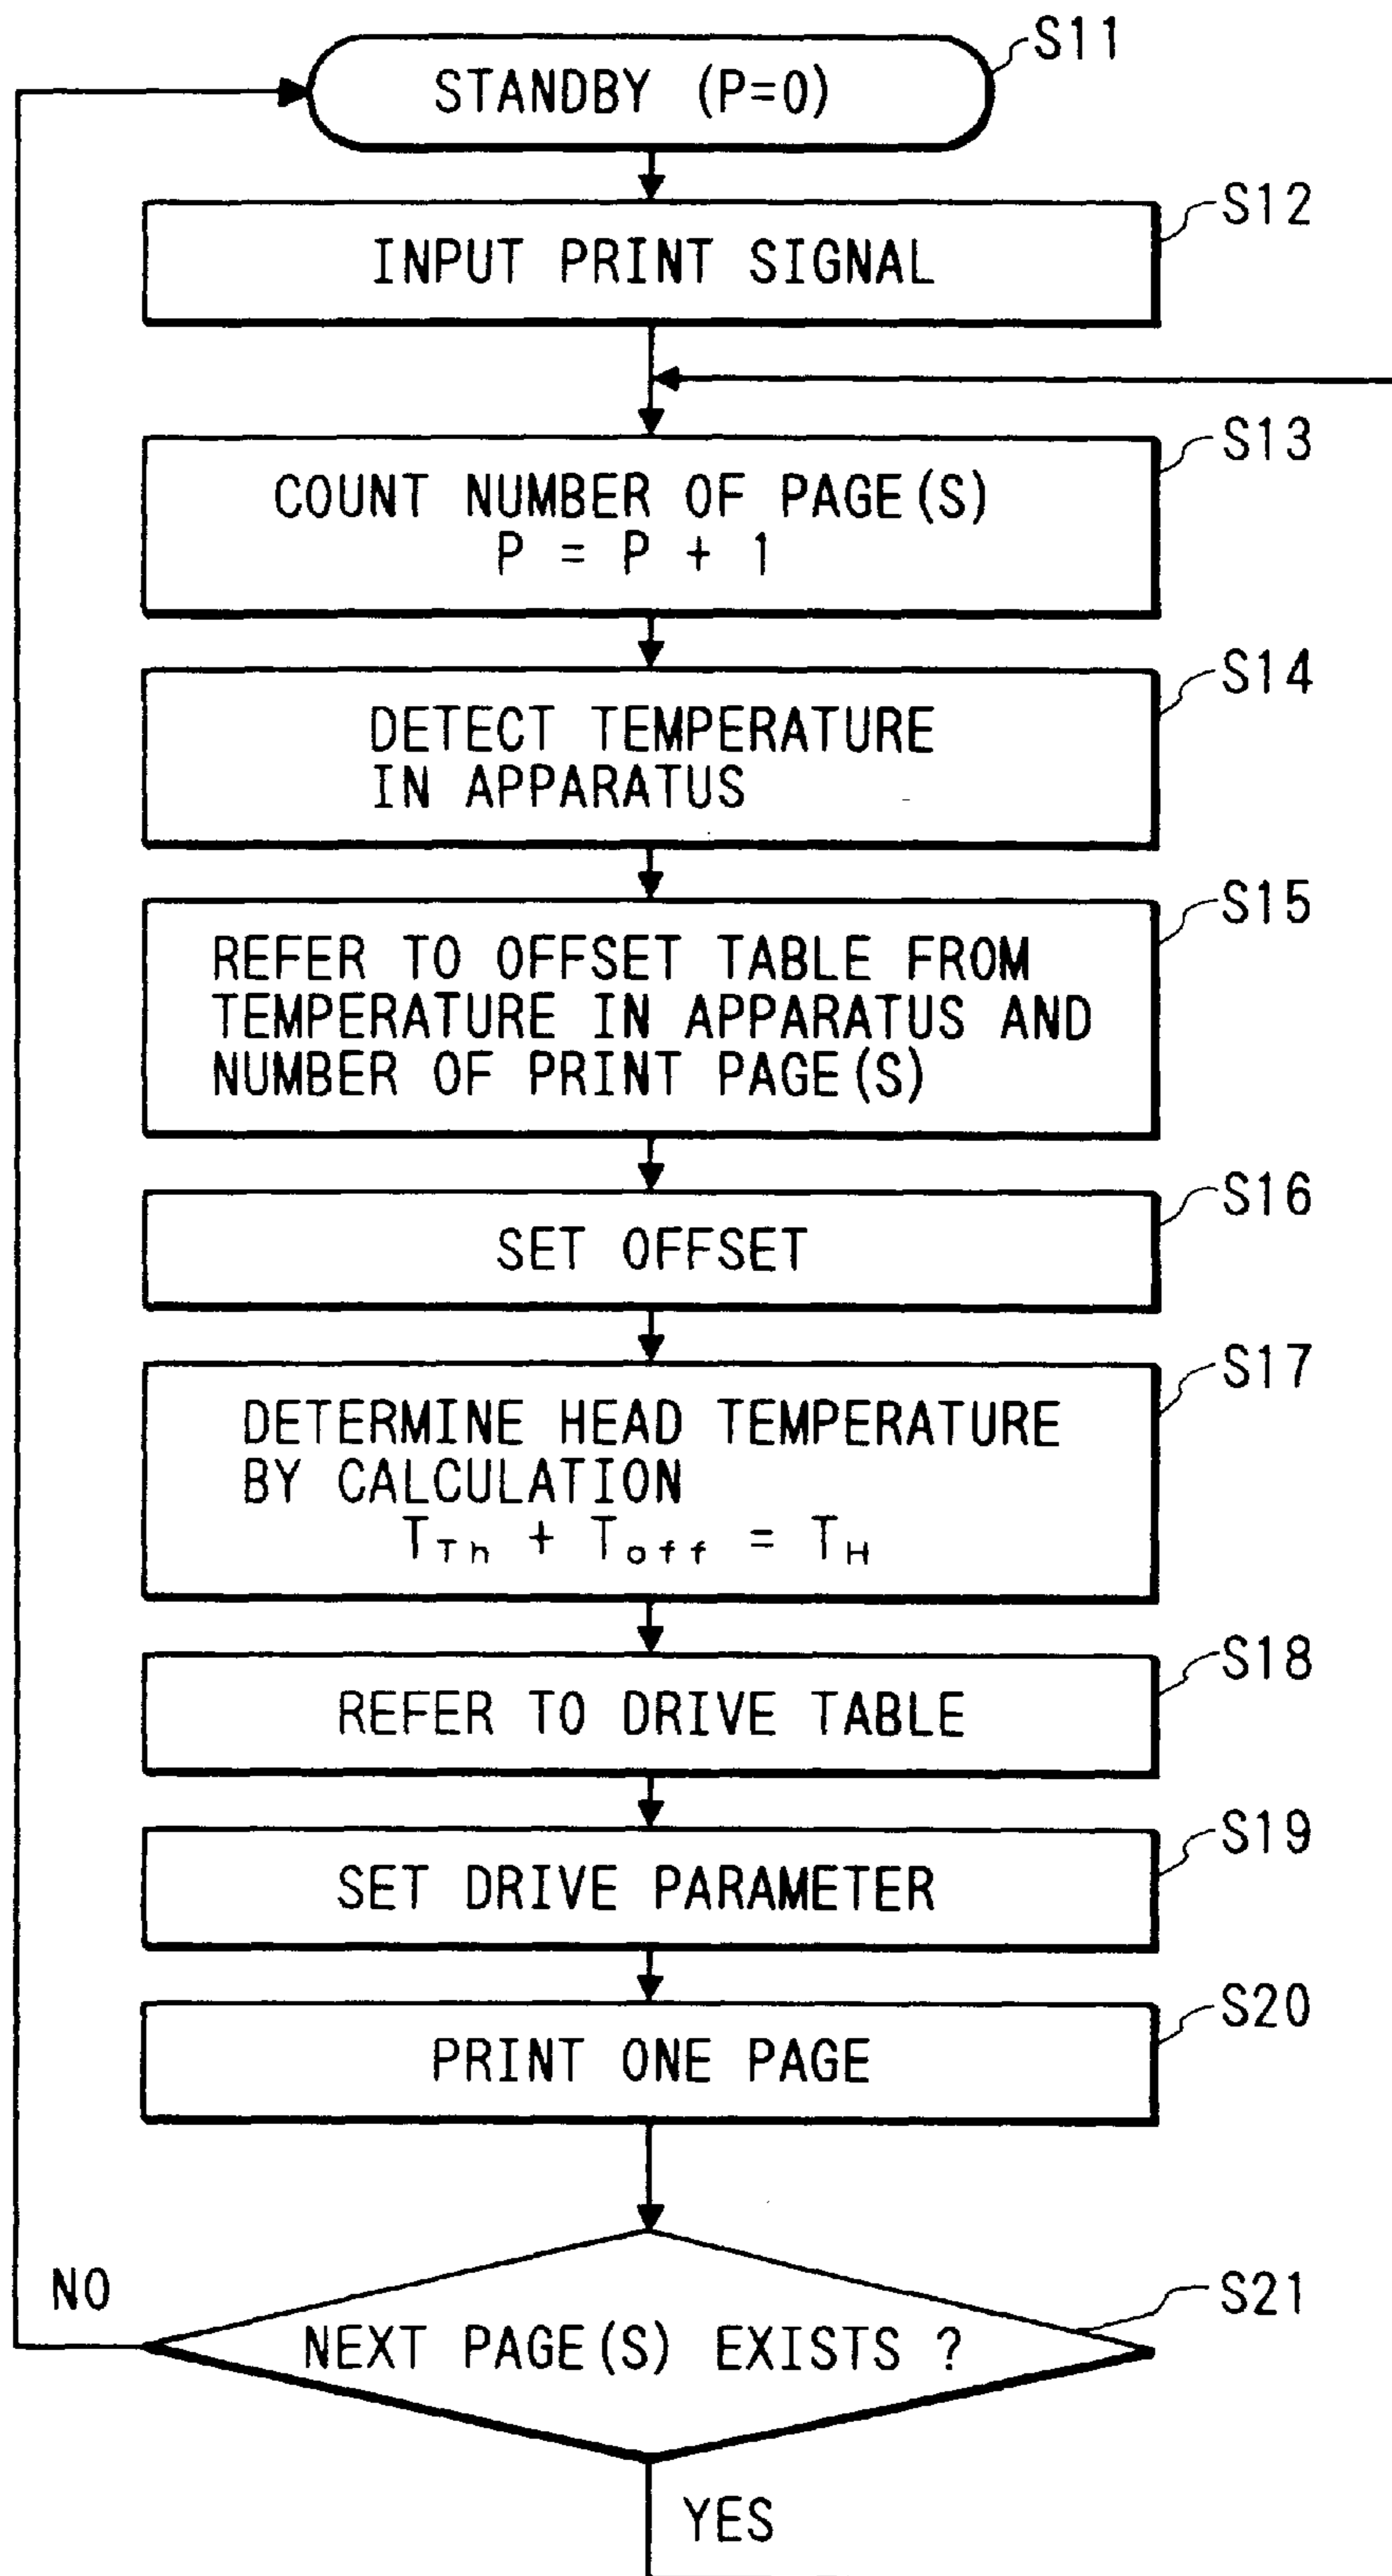 S11
STANDBY (P=0)
S12
INPUT PRINT SIGNAL
S13
COUNT NUMBER OF PAGE(S)
P = P + 1
S14
DETECT TEMPERATURE
IN APPARATUS
S15
REFER TO OFFSET TABLE FROM
TEMPERATURE IN APPARATUS AND
NUMBER OF PRINT PAGE(S)
S16
SET OFFSET
S17
DETERMINE HEAD TEMPERATURE
BY CALCULATION
TTh + Toff = TH
S18
REFER TO DRIVE TABLE
S19
SET DRIVE PARAMETER
S20
PRINT ONE PAGE
S21
NO
NEXT PAGE(S) EXISTS ?
YES